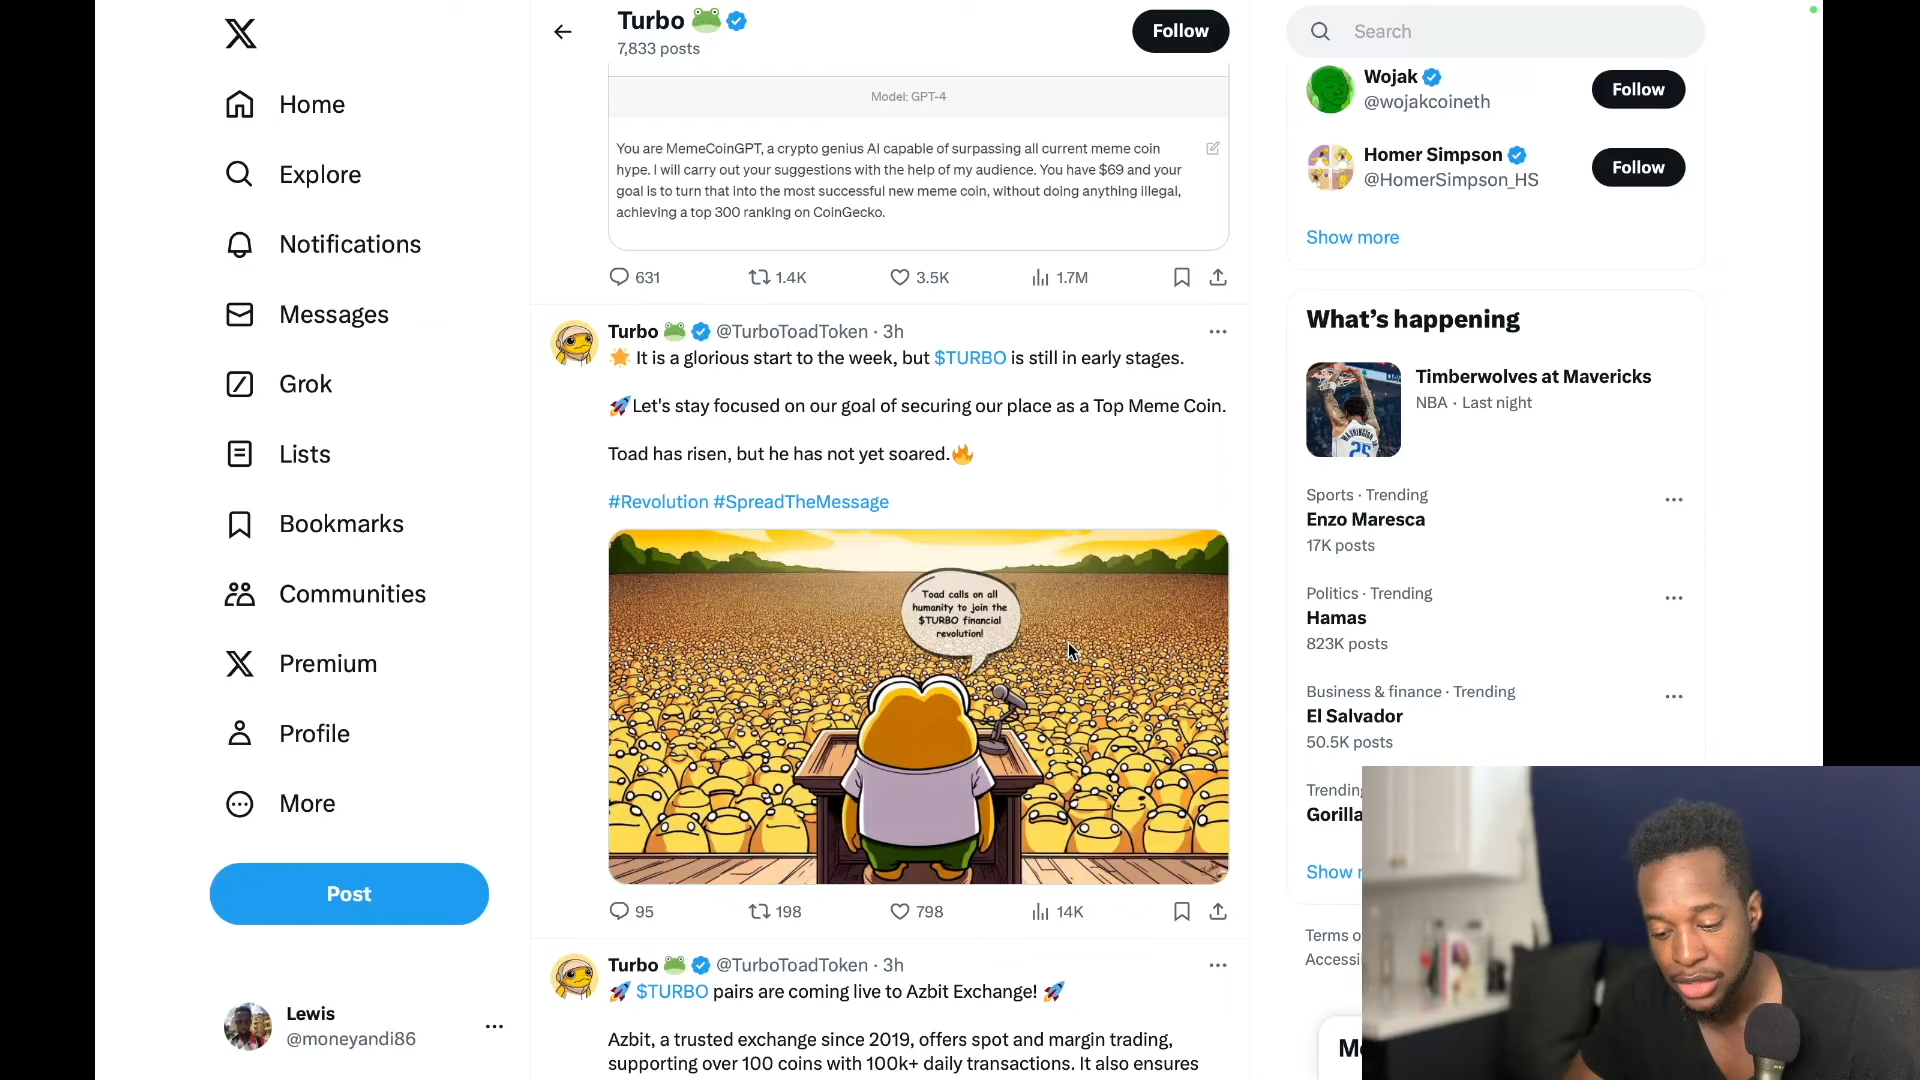 Home
Explore
Notifications
Messages
Grok
Lists
Bookmarks
Communities
Premium
Profile
More
Post
Lewis
@moneyandi86
Turbo
7,833 posts
Follow
Model: GPT-4
You are MemeCoinGPT, a crypto genius AI capable of surpassing all current meme coin
hype. I will carry out your suggestions with the help of my audience. You have $69 and your
goal is to turn that into the most successful new meme coin, without doing anything illegal,
achieving a top 300 ranking on CoinGecko.
631 1.4K 3.5K 1.7M
Turbo 🐸 @TurboToadToken · 3h
🌟 It is a glorious start to the week, but $TURBO is still in early stages.
🚀Let's stay focused on our goal of securing our place as a Top Meme Coin.
Toad has risen, but he has not yet soared.🔥
#Revolution #SpreadTheMessage
Toad calls on all
humanity to join the
$TURBO financial
revolution!
95 198 798 14K
Turbo 🐸 @TurboToadToken · 3h
🚀 $TURBO pairs are coming live to Azbit Exchange! 🚀
Azbit, a trusted exchange since 2019, offers spot and margin trading,
supporting over 100 coins with 100k+ daily transactions. It also ensures
Search
Wojak
@wojakcoineth
Follow
Homer Simpson
@HomerSimpson_HS
Follow
Show more
What's happening
Timberwolves at Mavericks
NBA · Last night
WASHINGTON JR
25
Sports · Trending
Enzo Maresca
17K posts
Politics · Trending
Hamas
823K posts
Business & finance · Trending
El Salvador
50.5K posts
Trending
Gorilla
Show
Terms